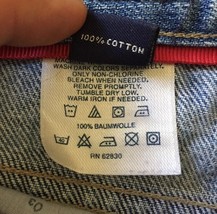 100% COTTON
WASH DARK COLORS
ONLY NON-CHLORINE
BLEACH WHEN NEEDED.
REMOVE PROMPTLY.
TUMBLE DRY LOW.
WARM IRON IF NEEDED.
100% BAUMWOLLE
RN 62830